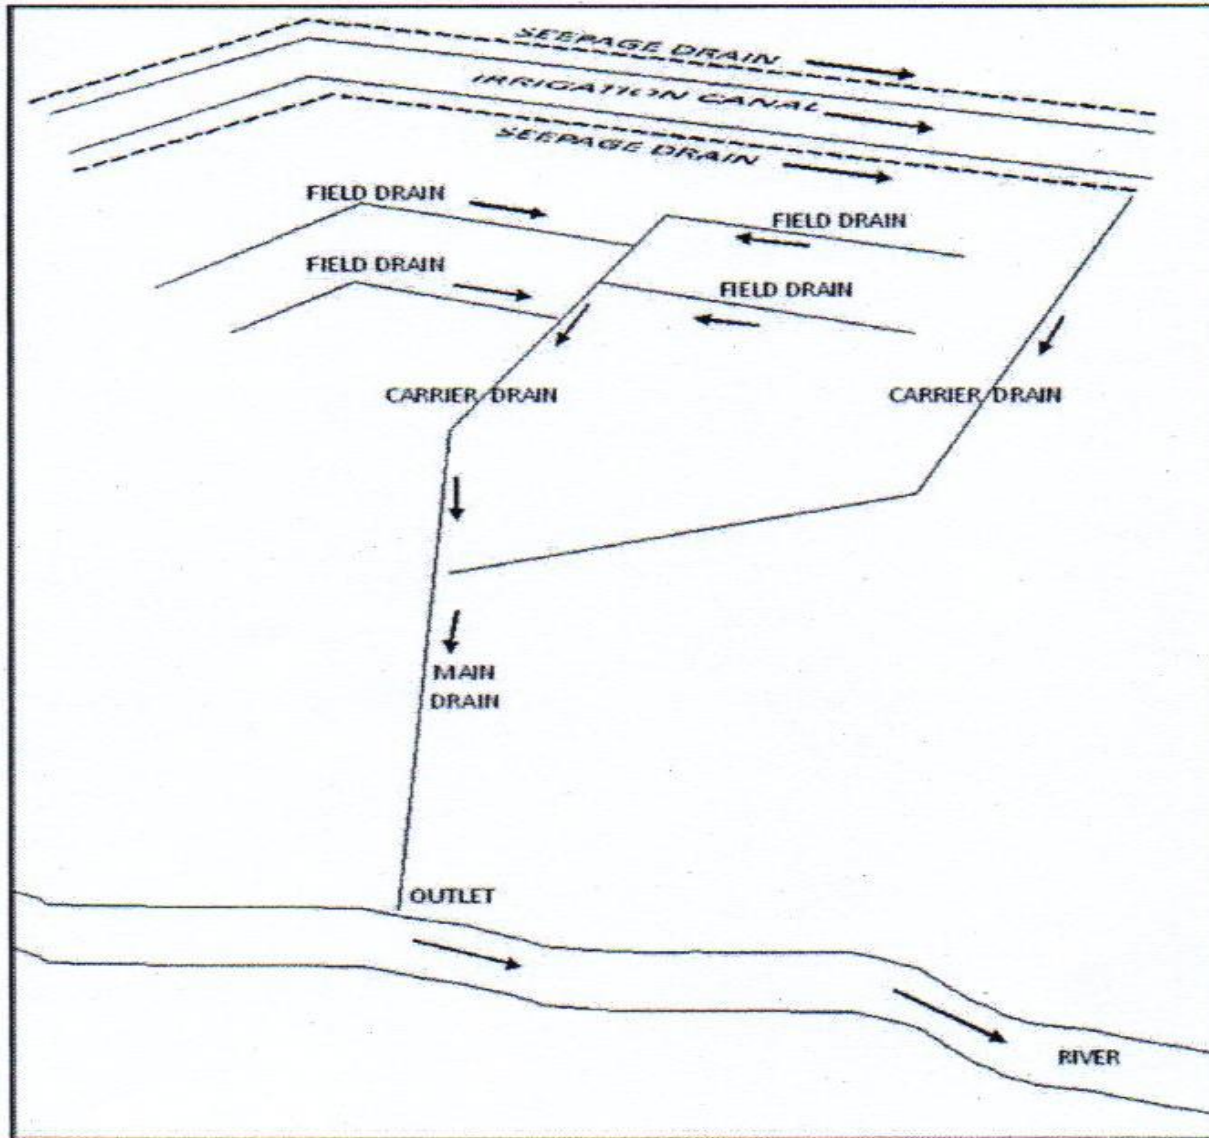 SEEPAGE DRAIN
IRRIGATION CANAL
SEEPAGE DRAIN
FIELD DRAIN
FIELD DRAIN
FIELD DRAIN
FIELD DRAIN
CARRIER DRAIN
CARRIER DRAIN
MAIN
DRAIN
OUTLET
RIVER